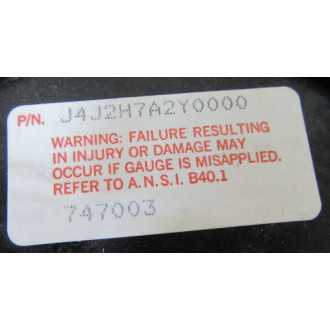 P/N. J4J2H7A2Y0000
WARNING: FAILURE RESULTING
IN INJURY OR DAMAGE MAY
OCCUR IF GAUGE IS MISAPPLIED.
REFER TO A.N.S.I. B40.1
747003